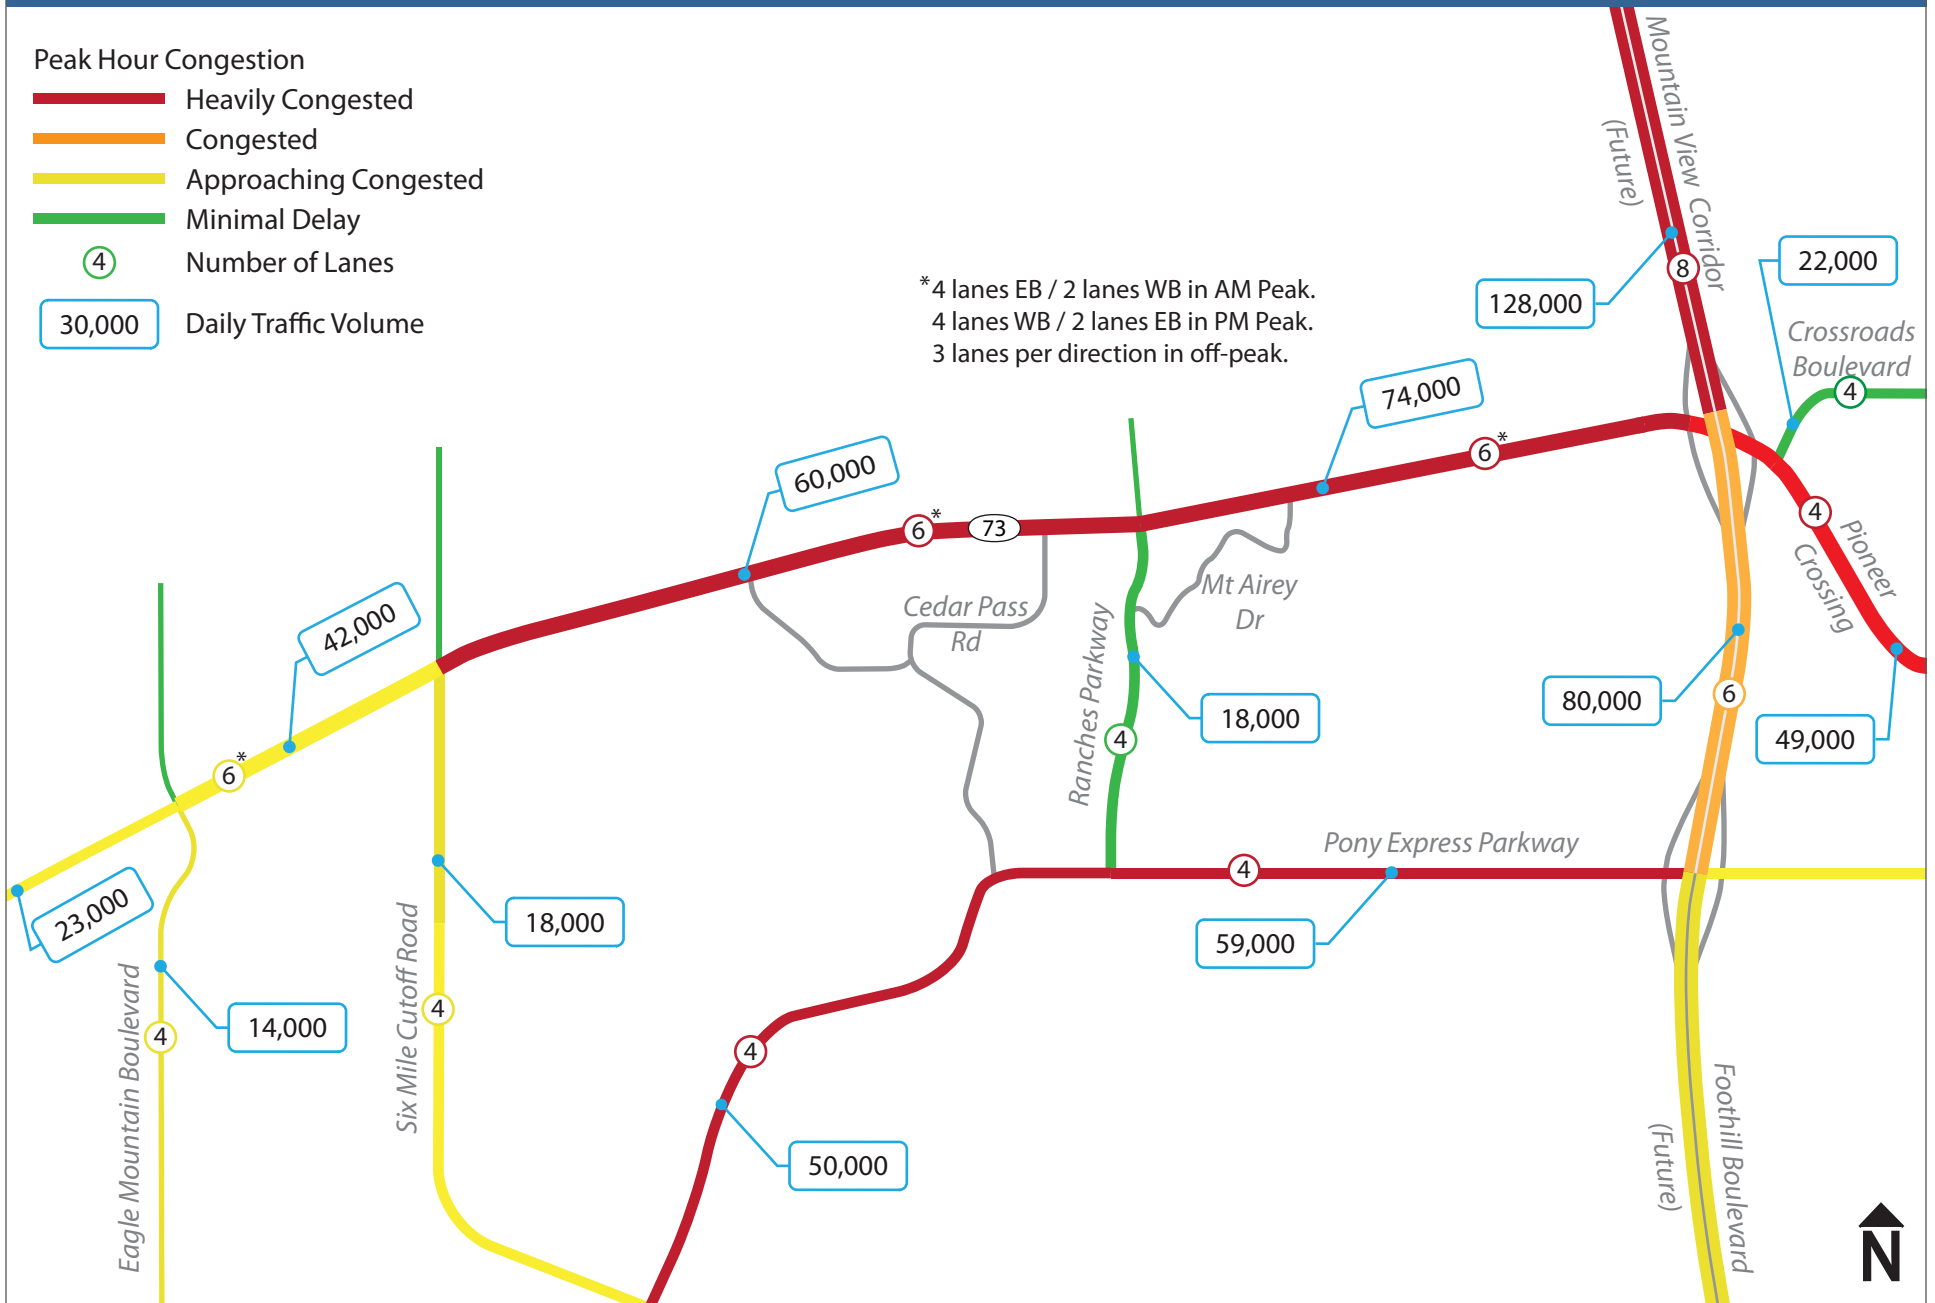 Peak Hour Congestion
Heavily Congested
Congested
Approaching Congested
Minimal Delay
4
Number of Lanes
30,000
Daily Traffic Volume
*4 lanes EB / 2 lanes WB in AM Peak.
4 lanes WB / 2 lanes EB in PM Peak.
3 lanes per direction in off-peak.
Mountain View Corridor
(Future)
128,000
8
22,000
Crossroads
Boulevard
4
74,000
6*
60,000
6*
73
4
Pioneer
Crossing
42,000
6*
Cedar Pass
Rd
Mt Airey
Dr
Ranches Parkway
18,000
4
80,000
6
49,000
23,000
Eagle Mountain Boulevard
14,000
4
Six Mile Cutoff Road
18,000
4
Pony Express Parkway
4
59,000
4
50,000
Foothill Boulevard
(Future)
N